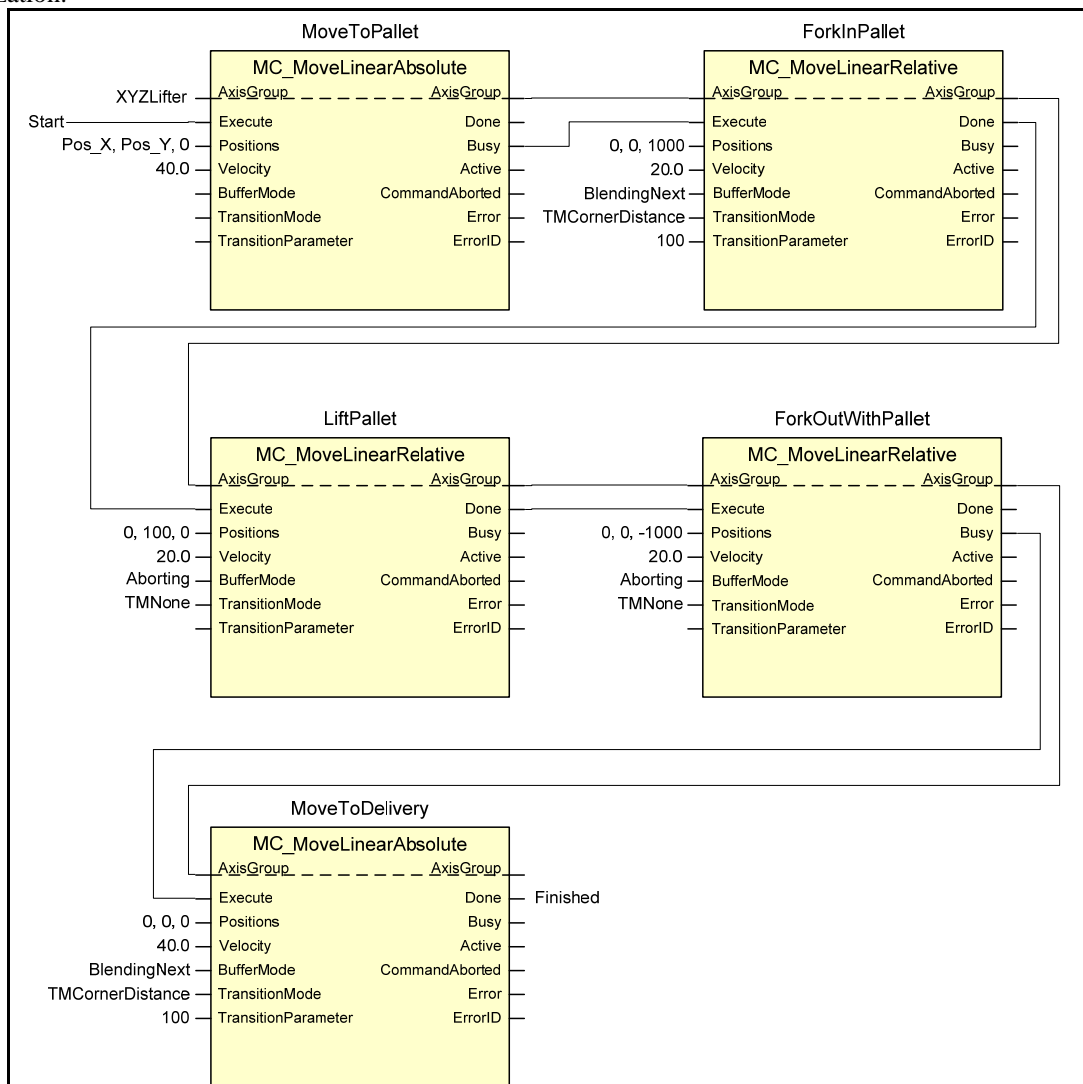 zation.
MoveToPallet
MC_MoveLinearAbsolute
XYZLifter AxisGroup AxisGroup
Start Execute Done
Pos_X, Pos_Y, 0 Positions Busy
40.0 Velocity Active
BufferMode CommandAborted
TransitionMode Error
TransitionParameter ErrorID
ForkInPallet
MC_MoveLinearRelative
AxisGroup AxisGroup
Execute Done
0, 0, 1000 Positions Busy
20.0 Velocity Active
BlendingNext BufferMode CommandAborted
TMCornerDistance TransitionMode Error
100 TransitionParameter ErrorID
LiftPallet
MC_MoveLinearRelative
AxisGroup AxisGroup
Execute Done
0, 100, 0 Positions Busy
20.0 Velocity Active
Aborting BufferMode CommandAborted
TMNone TransitionMode Error
TransitionParameter ErrorID
ForkOutWithPallet
MC_MoveLinearRelative
AxisGroup AxisGroup
Execute Done
0, 0, -1000 Positions Busy
20.0 Velocity Active
Aborting BufferMode CommandAborted
TMNone TransitionMode Error
TransitionParameter ErrorID
MoveToDelivery
MC_MoveLinearAbsolute
AxisGroup AxisGroup
Execute Done Finished
0, 0, 0 Positions Busy
40.0 Velocity Active
BlendingNext BufferMode CommandAborted
TMCornerDistance TransitionMode Error
100 TransitionParameter ErrorID